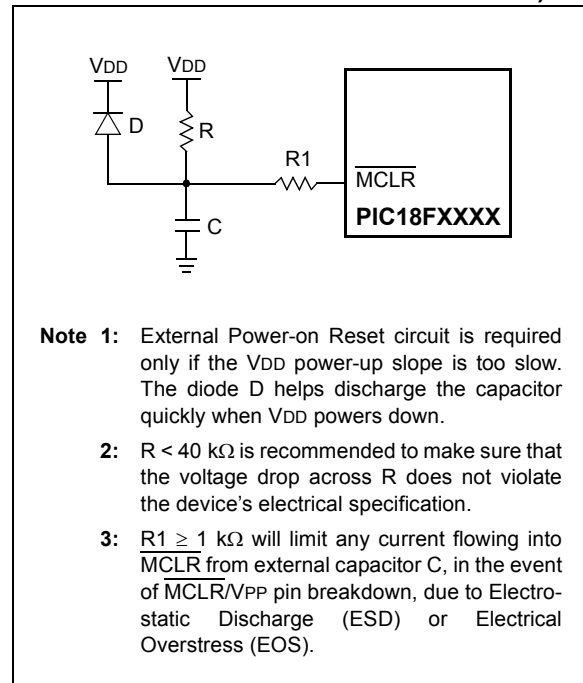 VDD VDD
D
R
R1
MCLR
PIC18FXXXX
C
Note 1: External Power-on Reset circuit is required
only if the VDD power-up slope is too slow.
The diode D helps discharge the capacitor
quickly when VDD powers down.
2: R < 40 kΩ is recommended to make sure that
the voltage drop across R does not violate
the device's electrical specification.
3: R1 ≥ 1 kΩ will limit any current flowing into
MCLR from external capacitor C, in the event
of MCLR/VPP pin breakdown, due to Electro-
static Discharge (ESD) or Electrical
Overstress (EOS).